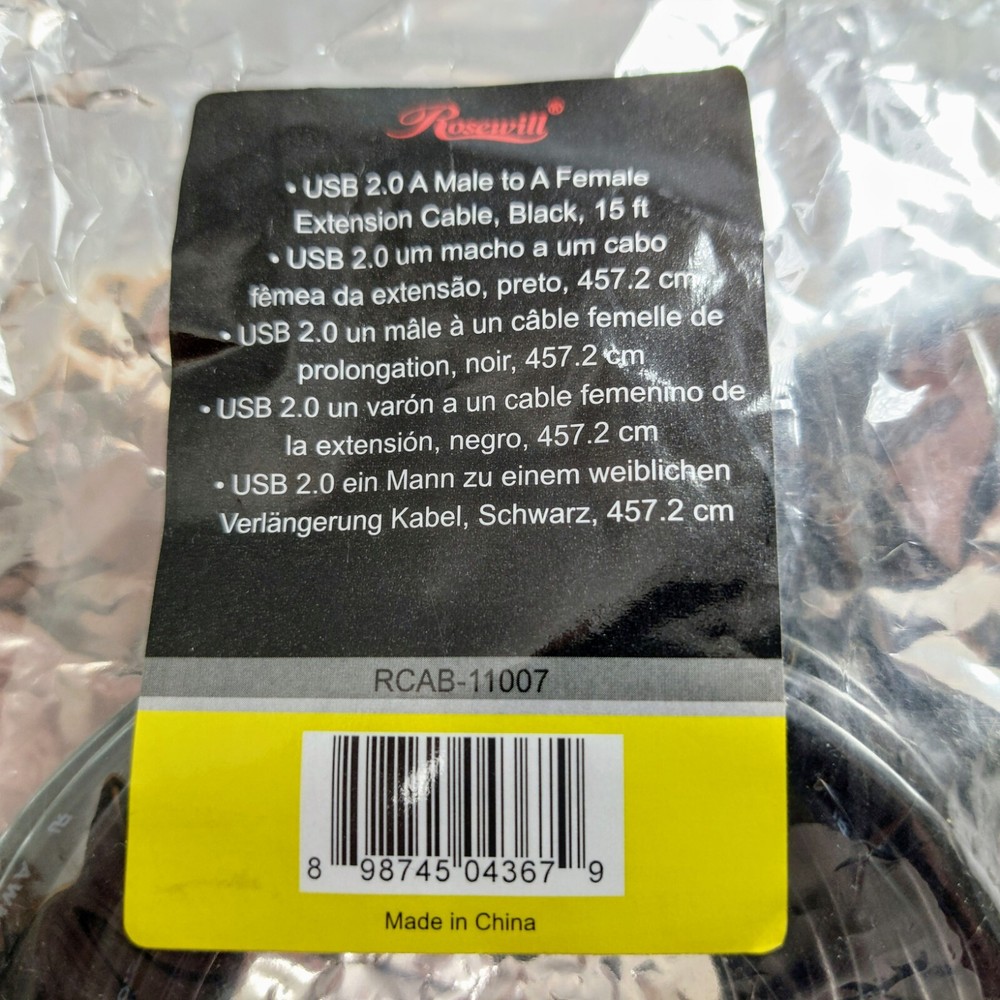 Rosewill®
• USB 2.0 A Male to A Female
Extension Cable, Black, 15 ft
• USB 2.0 um macho a um cabo
fêmea da extensão, preto, 457.2 cm
• USB 2.0 un mâle à un câble femelle de
prolongation, noir, 457.2 cm
• USB 2.0 un varón a un cable femenino de
la extensión, negro, 457.2 cm
• USB 2.0 ein Mann zu einem weiblichen
Verlängerung Kabel, Schwarz, 457.2 cm
RCAB-11007
8 98745 04367 9
Made in China